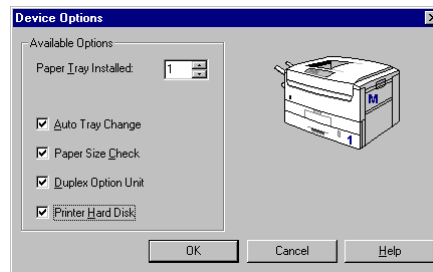 Device Options
Available Options
Paper Tray Installed:
1
Auto Tray Change
Paper Size Check
Duplex Option Unit
Printer Hard Disk
M
1
OK
Cancel
Help